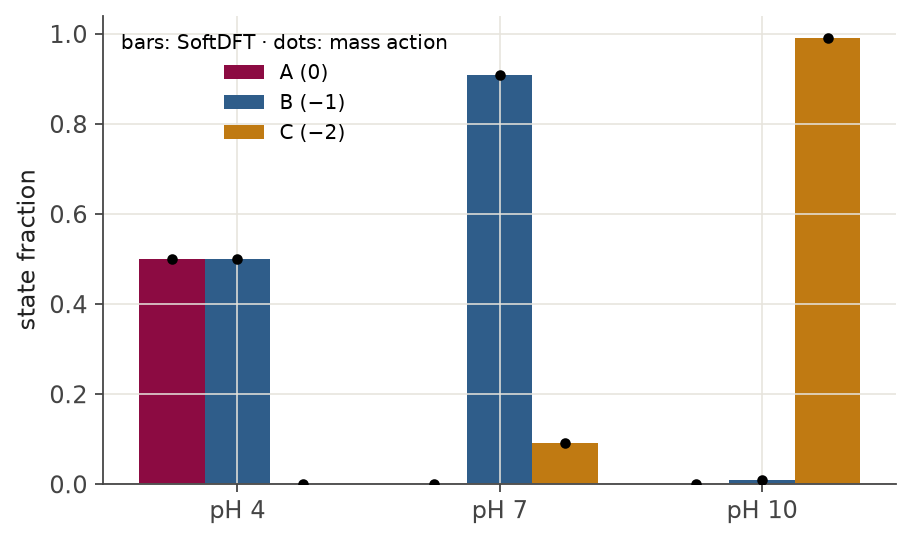 bars: SoftDFT · dots: mass action
A (0)
B (−1)
C (−2)
state fraction
1.0
0.8
0.6
0.4
0.2
0.0
pH 4
pH 7
pH 10